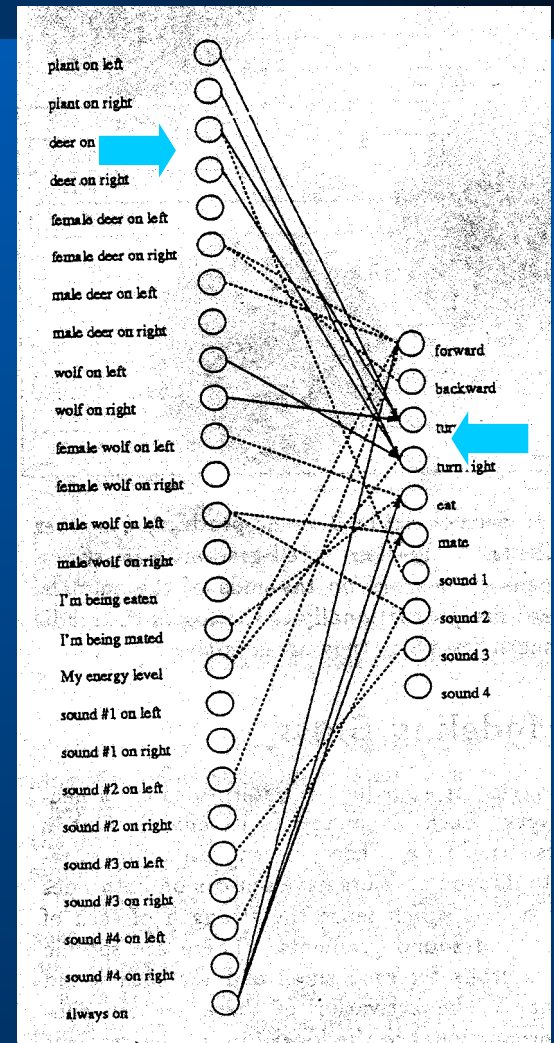 plant on left
plant on right
deer on
deer on right
female deer on left
female deer on right
male deer on left
male deer on right
wolf on left
wolf on right
female wolf on left
female wolf on right
male wolf on left
male wolf on right
I'm being eaten
I'm being mated
My energy level
sound #1 on left
sound #1 on right
sound #2 on left
sound #2 on right
sound #3 on left
sound #3 on right
sound #4 on left
sound #4 on right
always on
forward
backward
turn
eat
mate
sound 1
sound 2
sound 3
sound 4